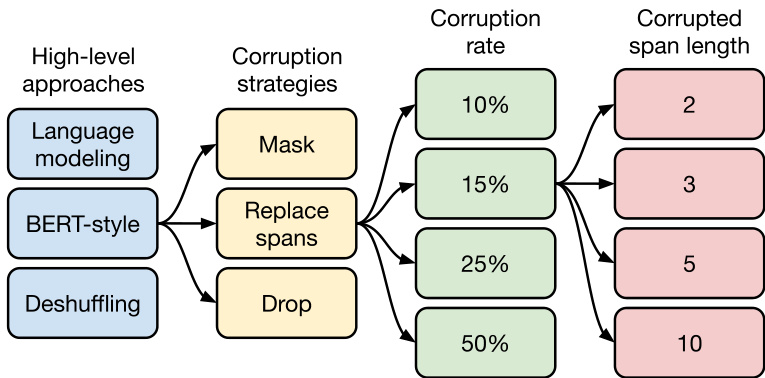 High-level
approaches
Language
modeling
BERT-style
Deshuffling
Corruption
strategies
Mask
Replace
spans
Drop
Corruption
rate
10%
15%
25%
50%
Corrupted
span length
2
3
5
10